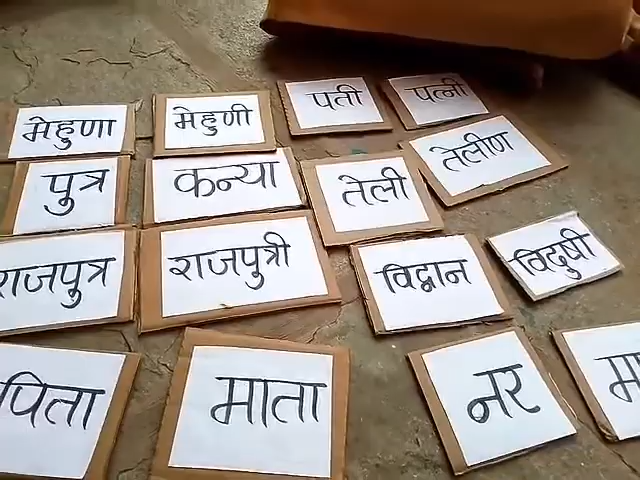 मेहुणा मेहुणी पती पत्नी
पुत्र कन्या तेली तेलीण
राजपुत्र राजपुत्री विद्वान विदुषी
पिता माता नर